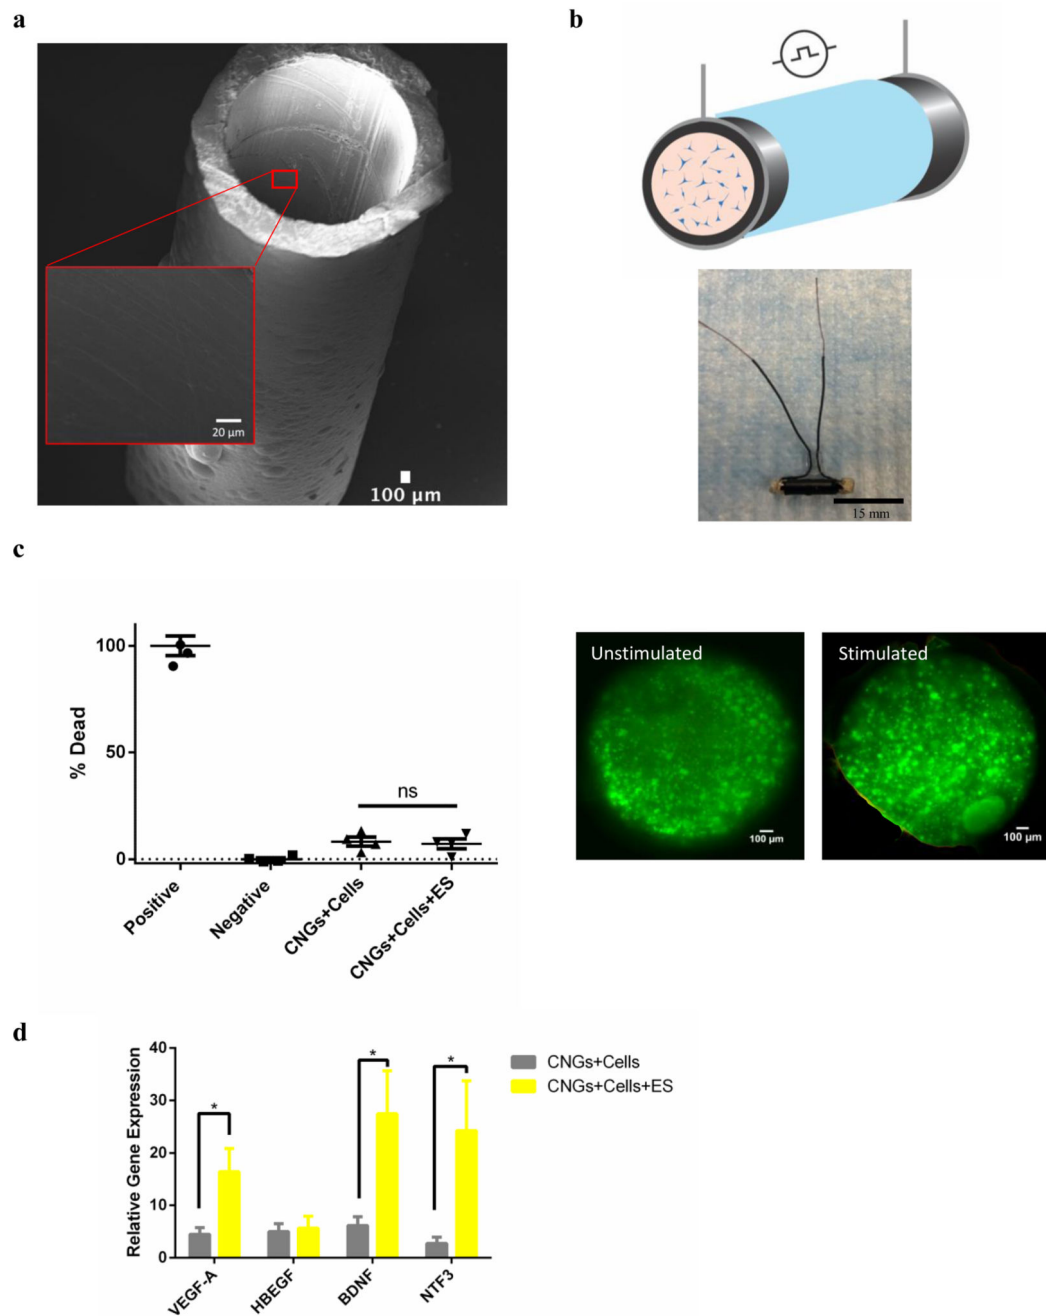 a
20 µm
100 µm
b
15 mm
c
% Dead
100
50
0
ns
Positive
Negative
CNGs+Cells
CNGs+Cells+ES
Unstimulated
100 µm
Stimulated
100 µm
d
Relative Gene Expression
40
30
20
10
0
*
*
*
VEGF-A
HBEGF
BDNF
NTF3
CNGs+Cells
CNGs+Cells+ES